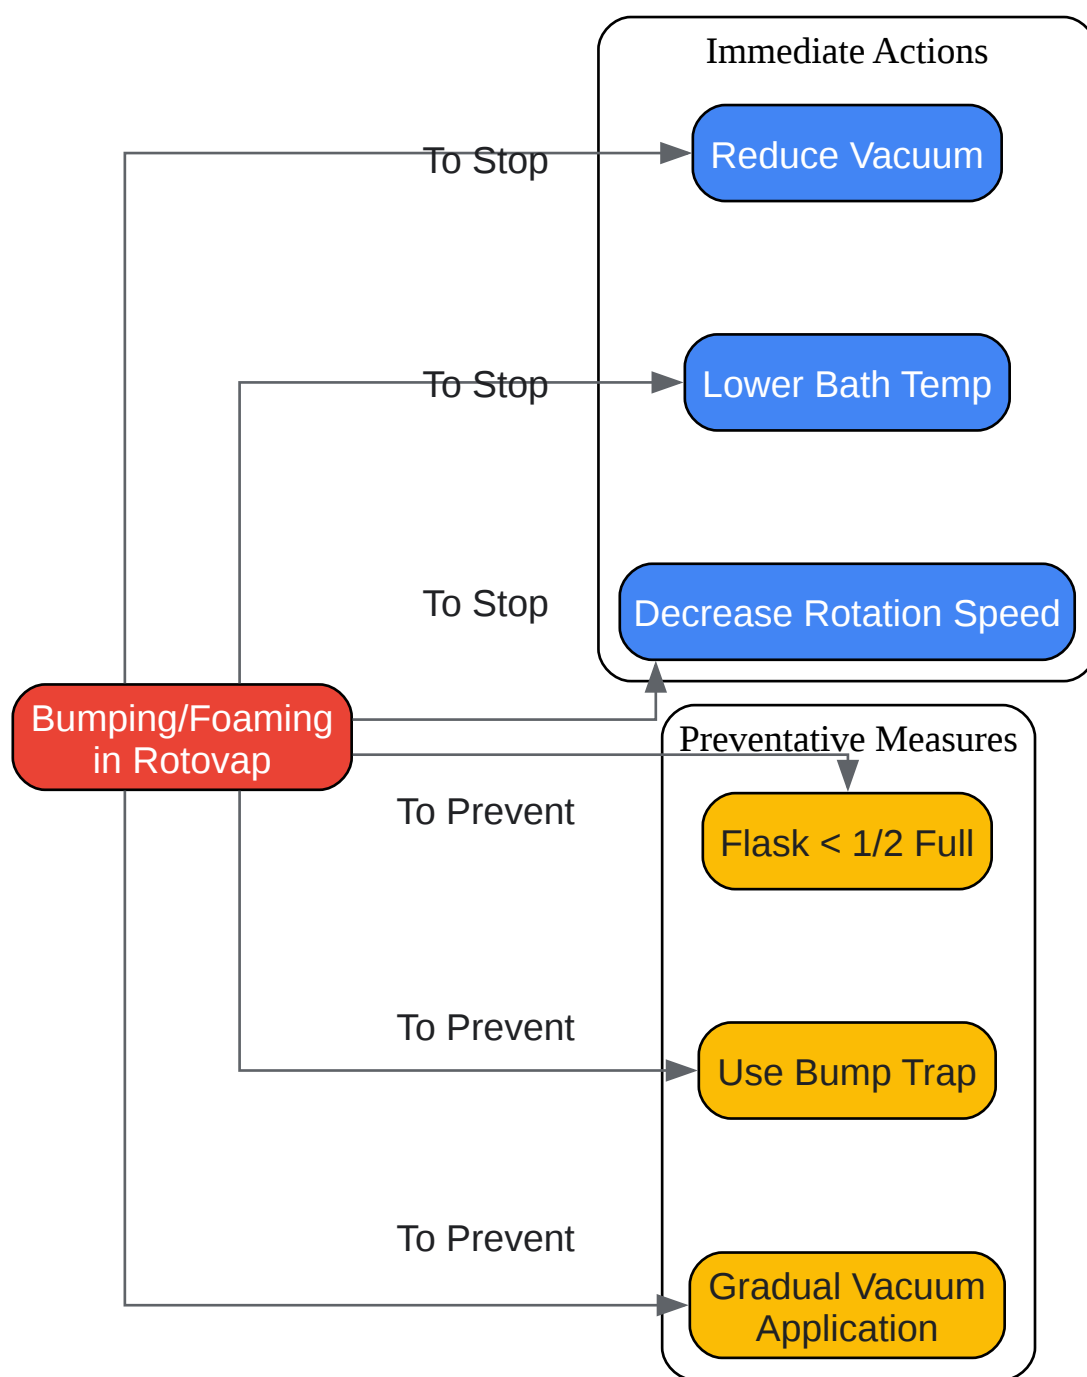 Immediate Actions
To Stop
Reduce Vacuum
To Stop
Lower Bath Temp
To Stop
Decrease Rotation Speed
Bumping/Foaming
in Rotovap
Preventative Measures
To Prevent
Flask < 1/2 Full
To Prevent
Use Bump Trap
To Prevent
Gradual Vacuum
Application